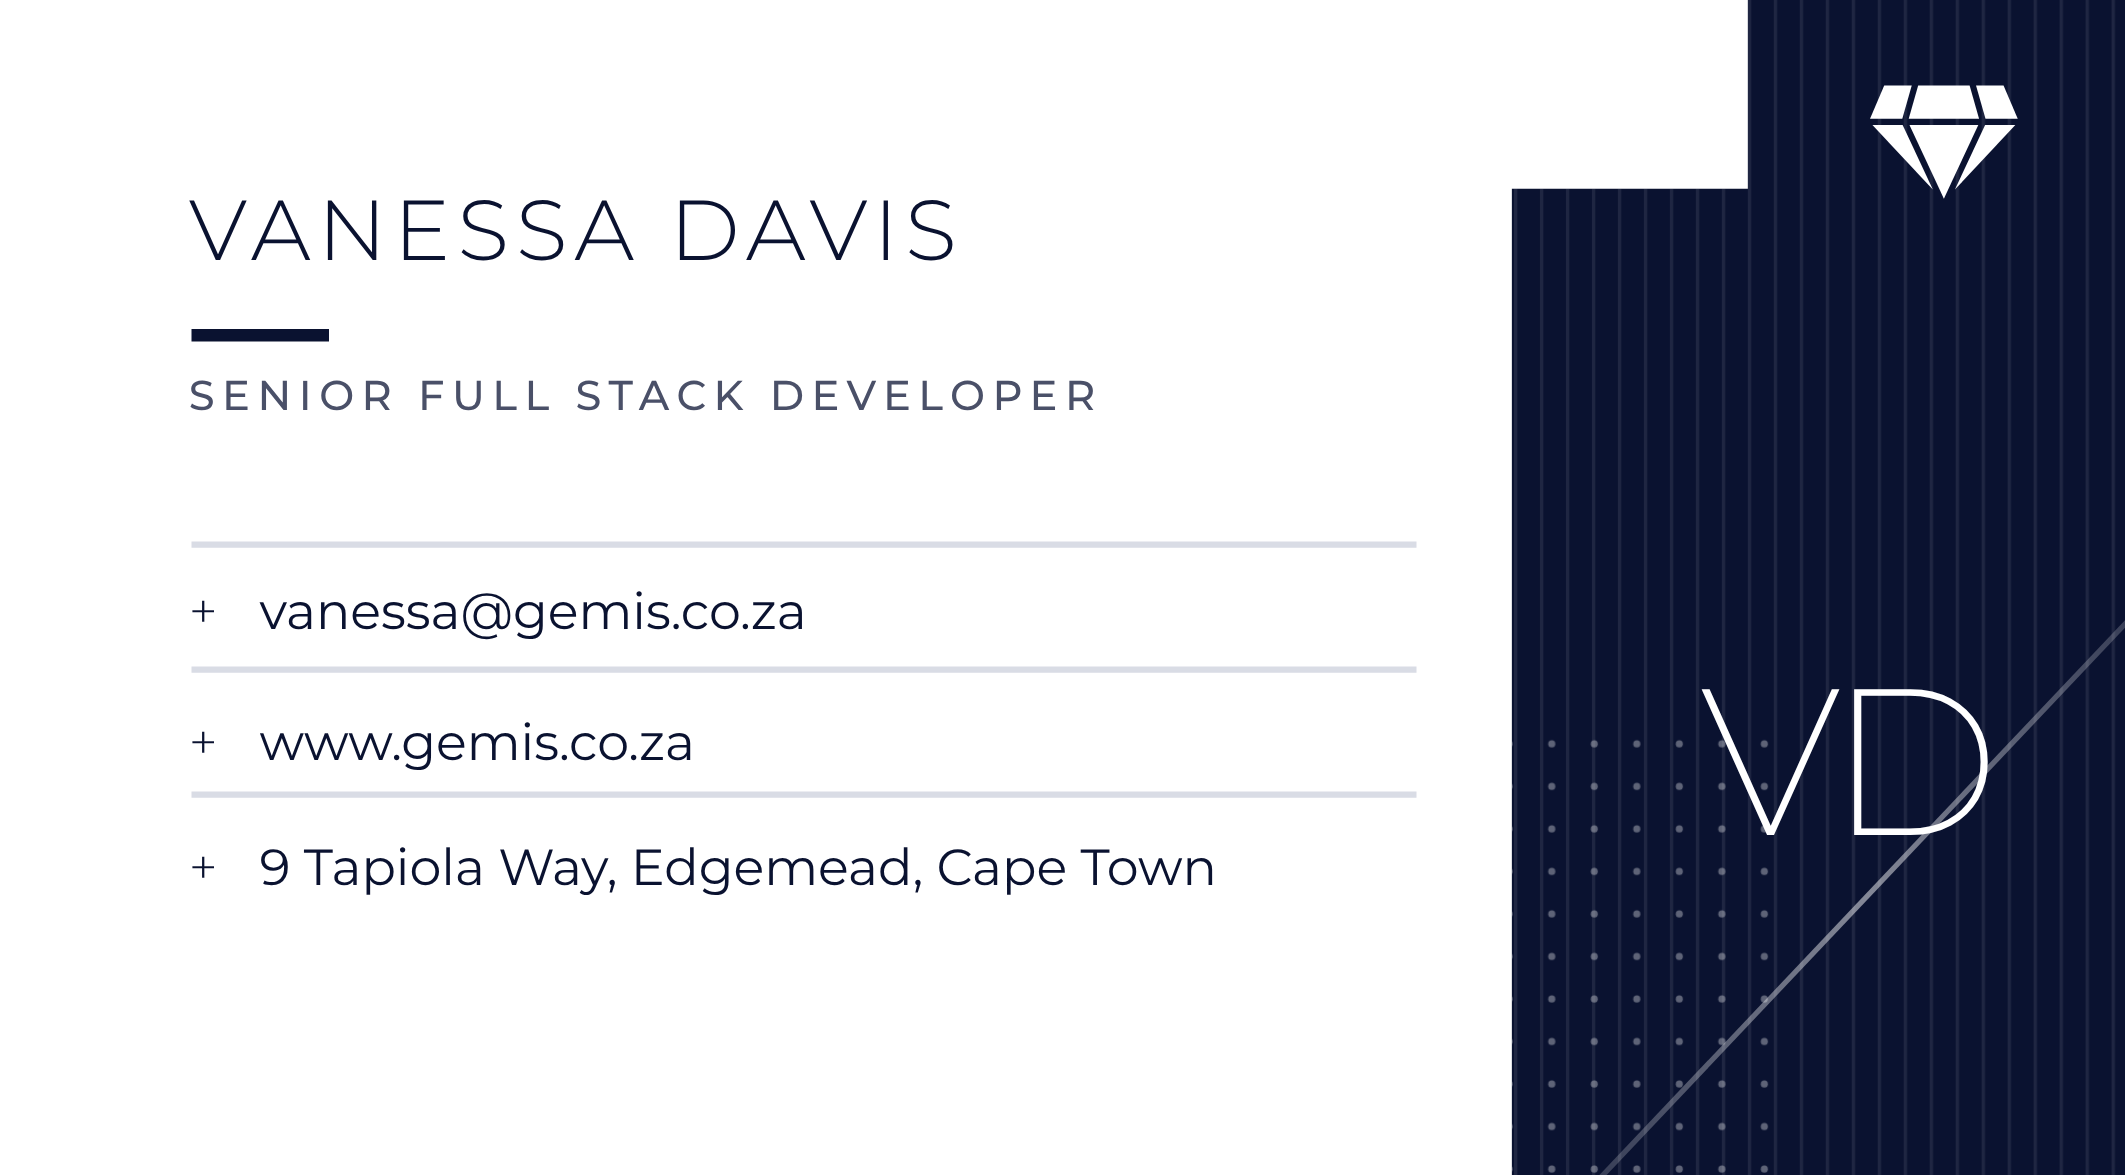 VANESSA DAVIS
SENIOR FULL STACK DEVELOPER
+ vanessa@gemis.co.za
+ www.gemis.co.za
+ 9 Tapiola Way, Edgemead, Cape Town
VD